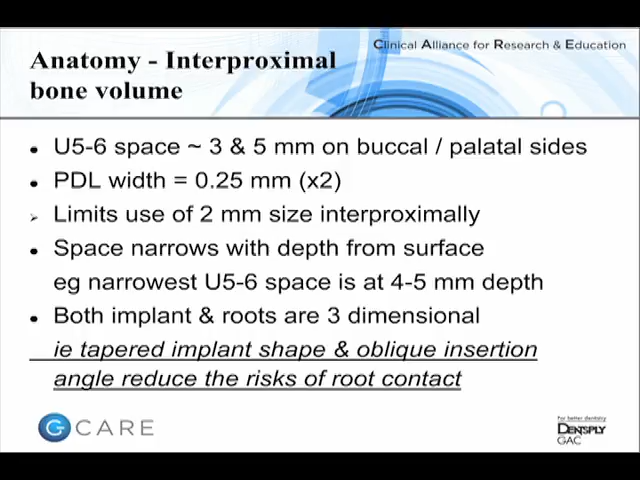 Clinical Alliance for Research & Education
Anatomy - Interproximal
bone volume
• U5-6 space ~ 3 & 5 mm on buccal / palatal sides
• PDL width = 0.25 mm (x2)
➢ Limits use of 2 mm size interproximally
• Space narrows with depth from surface
eg narrowest U5-6 space is at 4-5 mm depth
• Both implant & roots are 3 dimensional
ie tapered implant shape & oblique insertion
angle reduce the risks of root contact
G CARE
For better dentistry
DENTSPLY
GAC